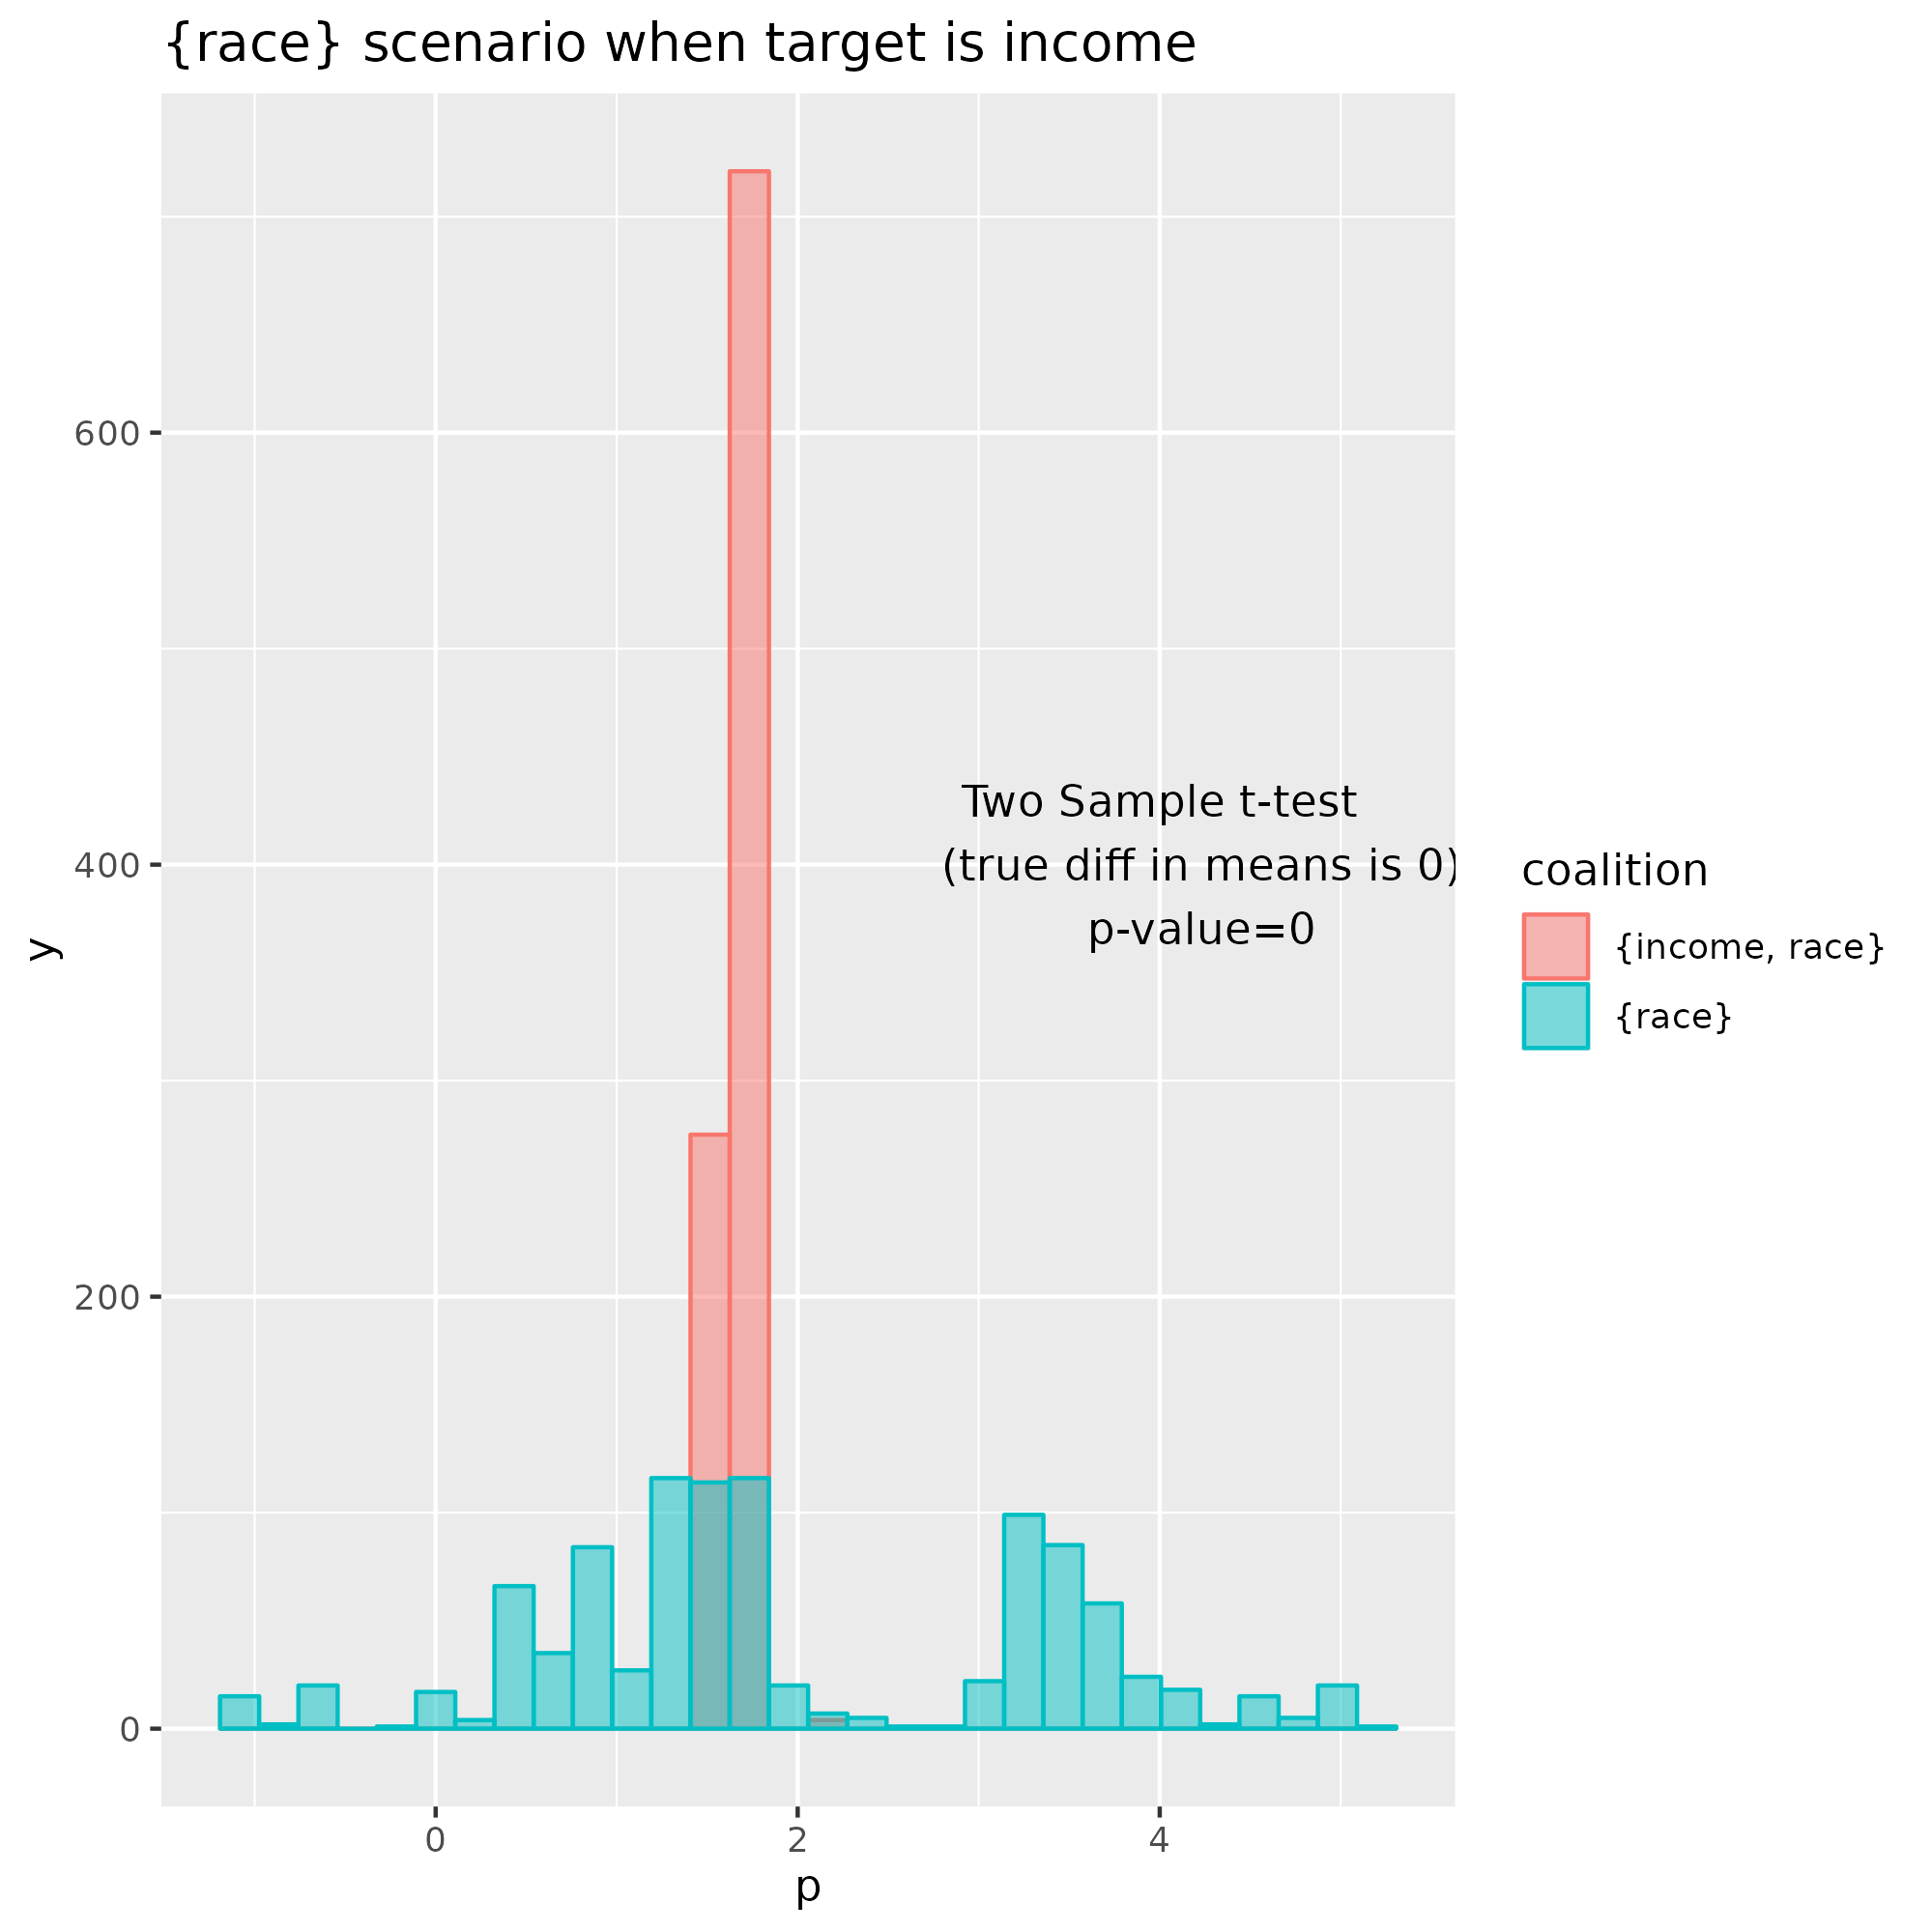 {race} scenario when target is income
600
400
200
0
y
Two Sample t-test
(true diff in means is 0)
p-value=0
coalition
{income, race}
{race}
0
2
4
p